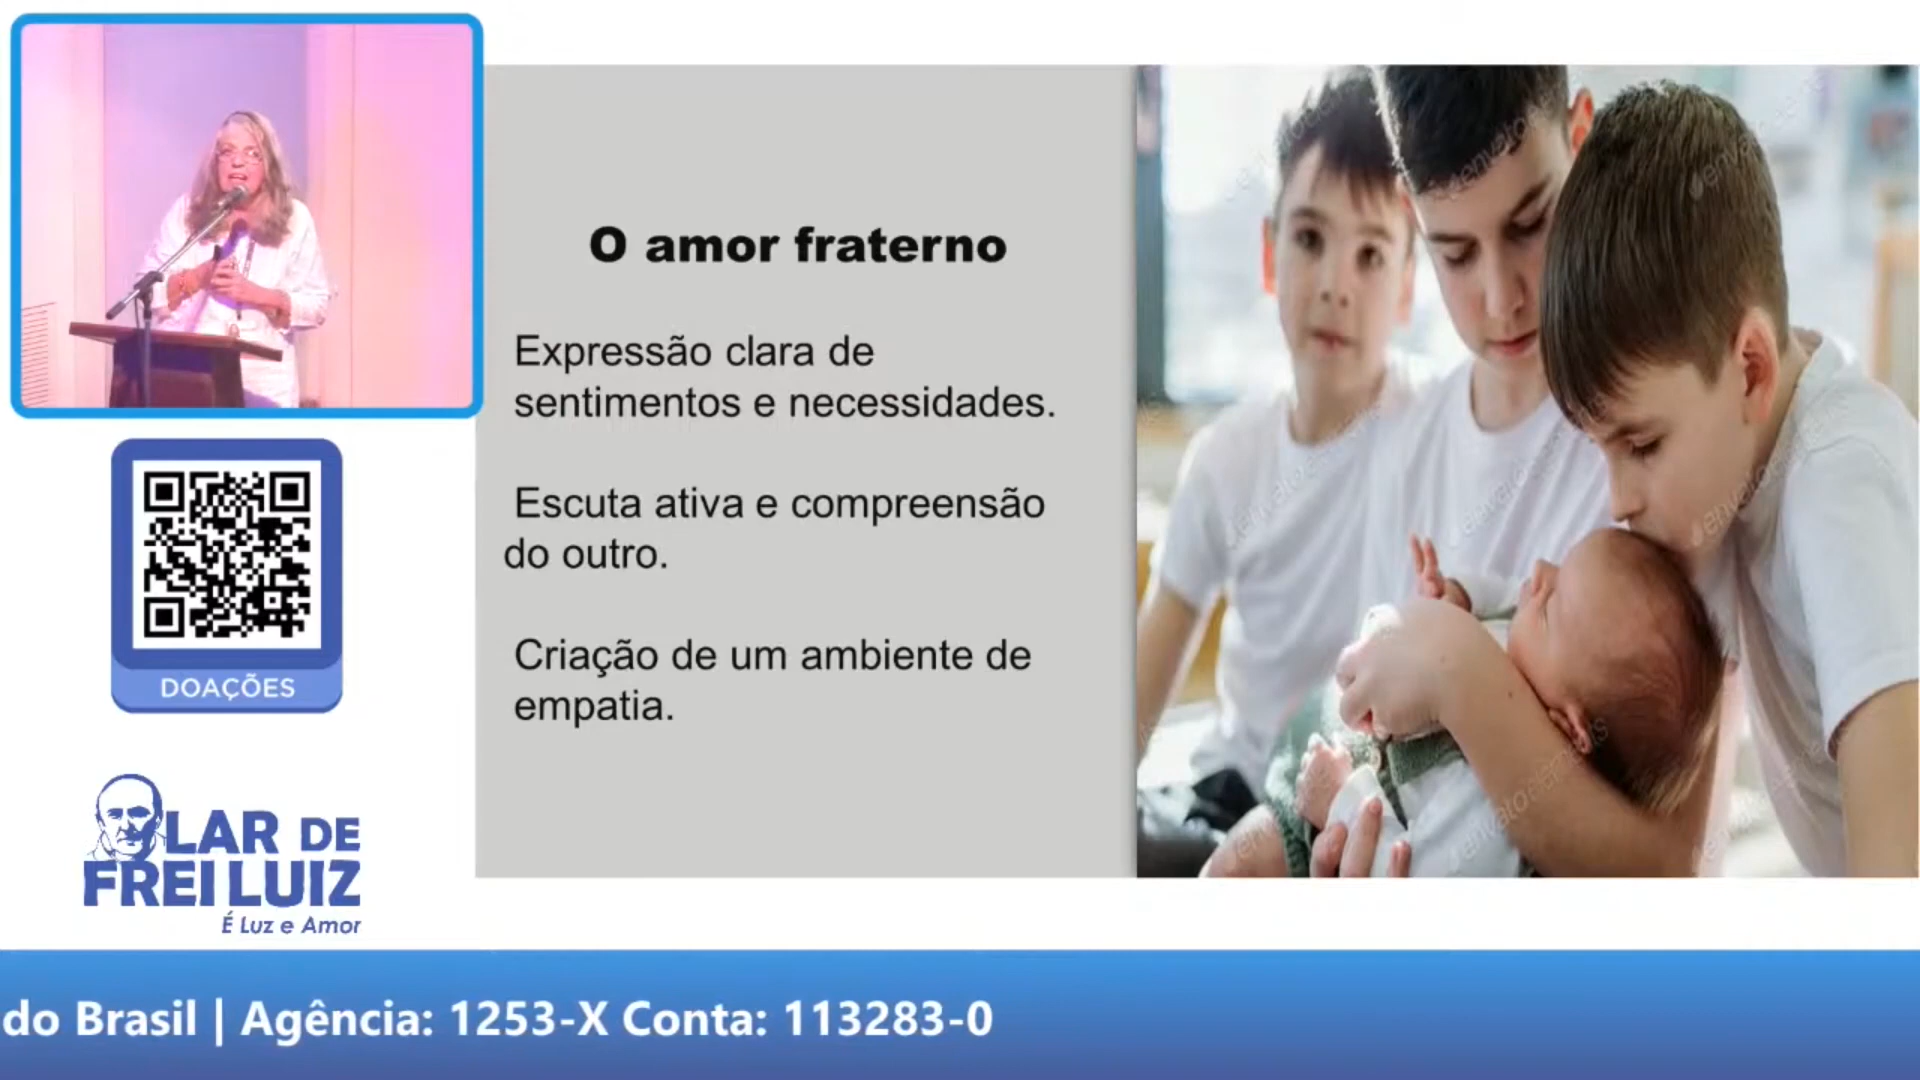 O amor fraterno
Expressão clara de
sentimentos e necessidades.
Escuta ativa e compreensão
do outro.
Criação de um ambiente de
empatia.
DOAÇÕES
LAR DE
FREI LUIZ
É Luz e Amor
do Brasil | Agência: 1253-X Conta: 113283-0